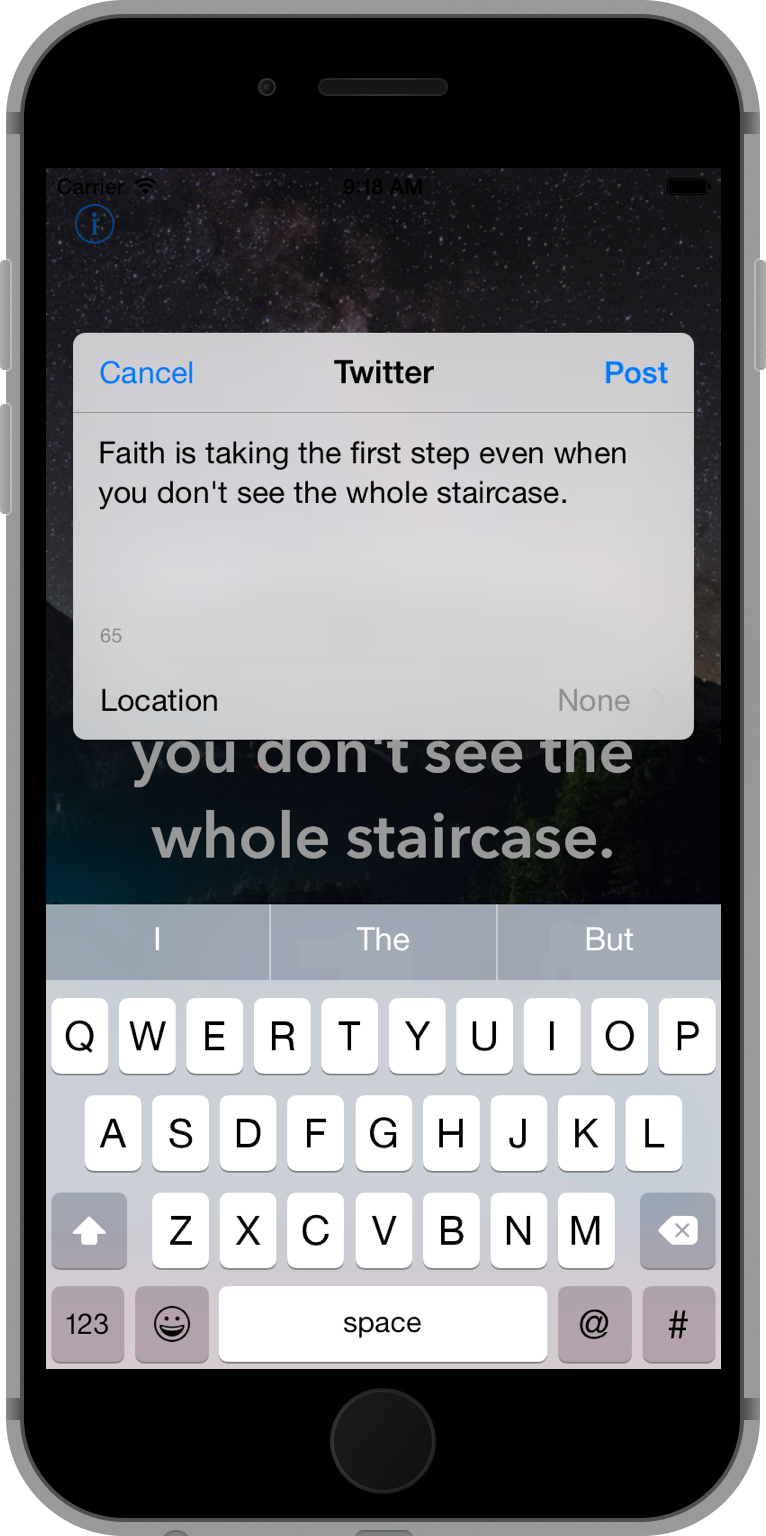 Carrier 9:18 AM
i
Cancel Twitter Post
Faith is taking the first step even when
you don't see the whole staircase.
65
Location None
you don't see the
whole staircase.
I The But
Q W E R T Y U I O P
A S D F G H J K L
Z X C V B N M
123 space @ #